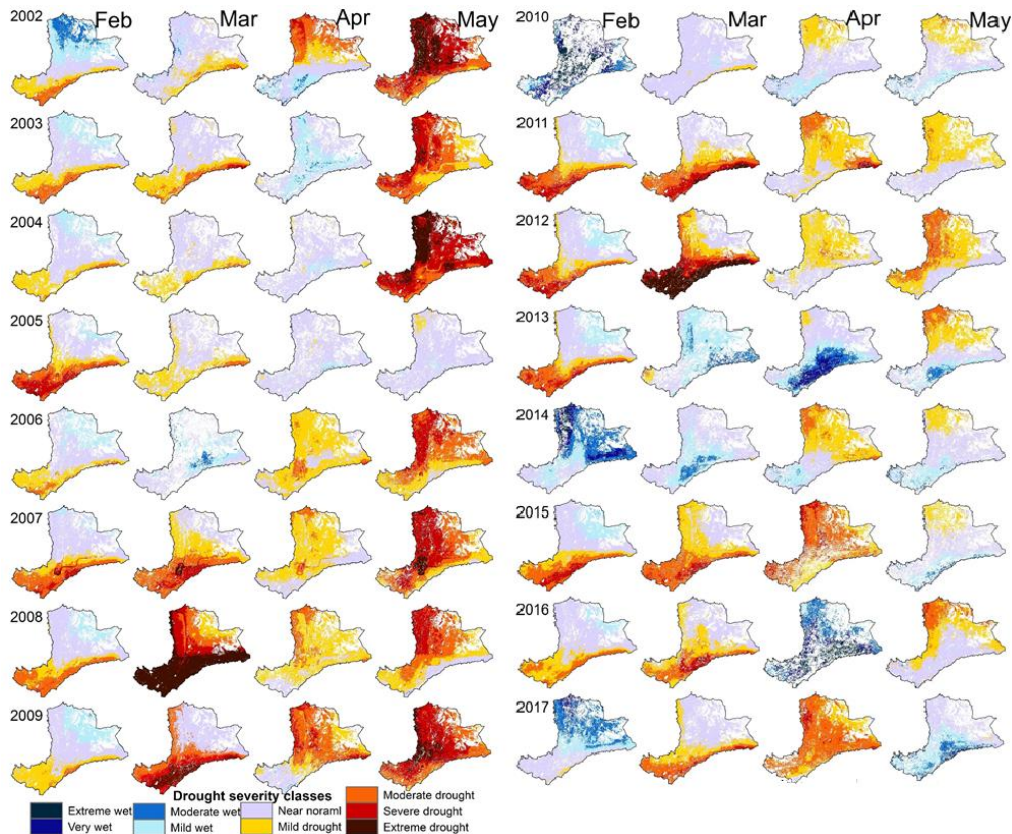 2002 Feb Mar Apr May 2010 Feb Mar Apr May
2003 2011
2004 2012
2005 2013
2006 2014
2007 2015
2008 2016
2009 2017
Drought severity classes
Extreme wet Moderate wet Near noraml Moderate drought
Very wet Mild wet Mild drought Severe drought
Extreme drought